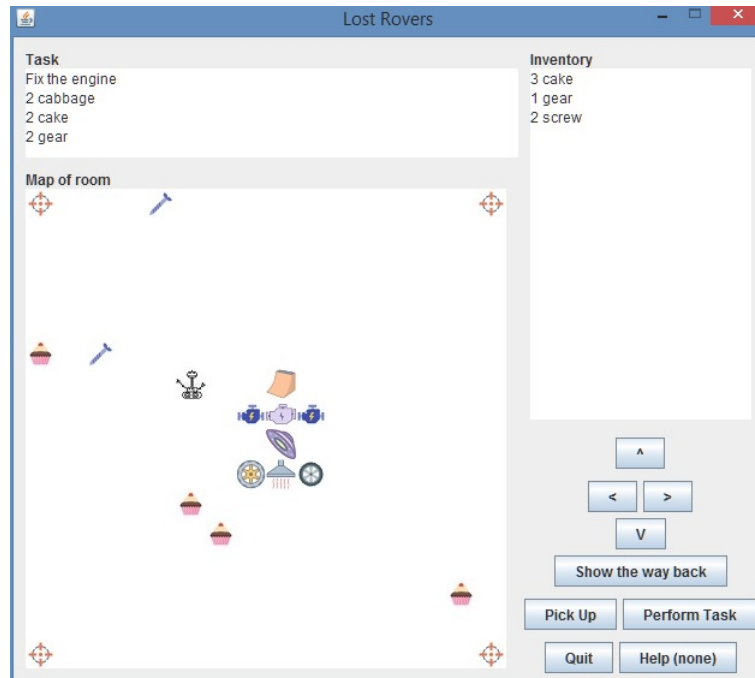 Lost Rovers
Task
Fix the engine
2 cabbage
2 cake
2 gear
Inventory
3 cake
1 gear
2 screw
Map of room
^
< >
V
Show the way back
Pick Up Perform Task
Quit Help (none)